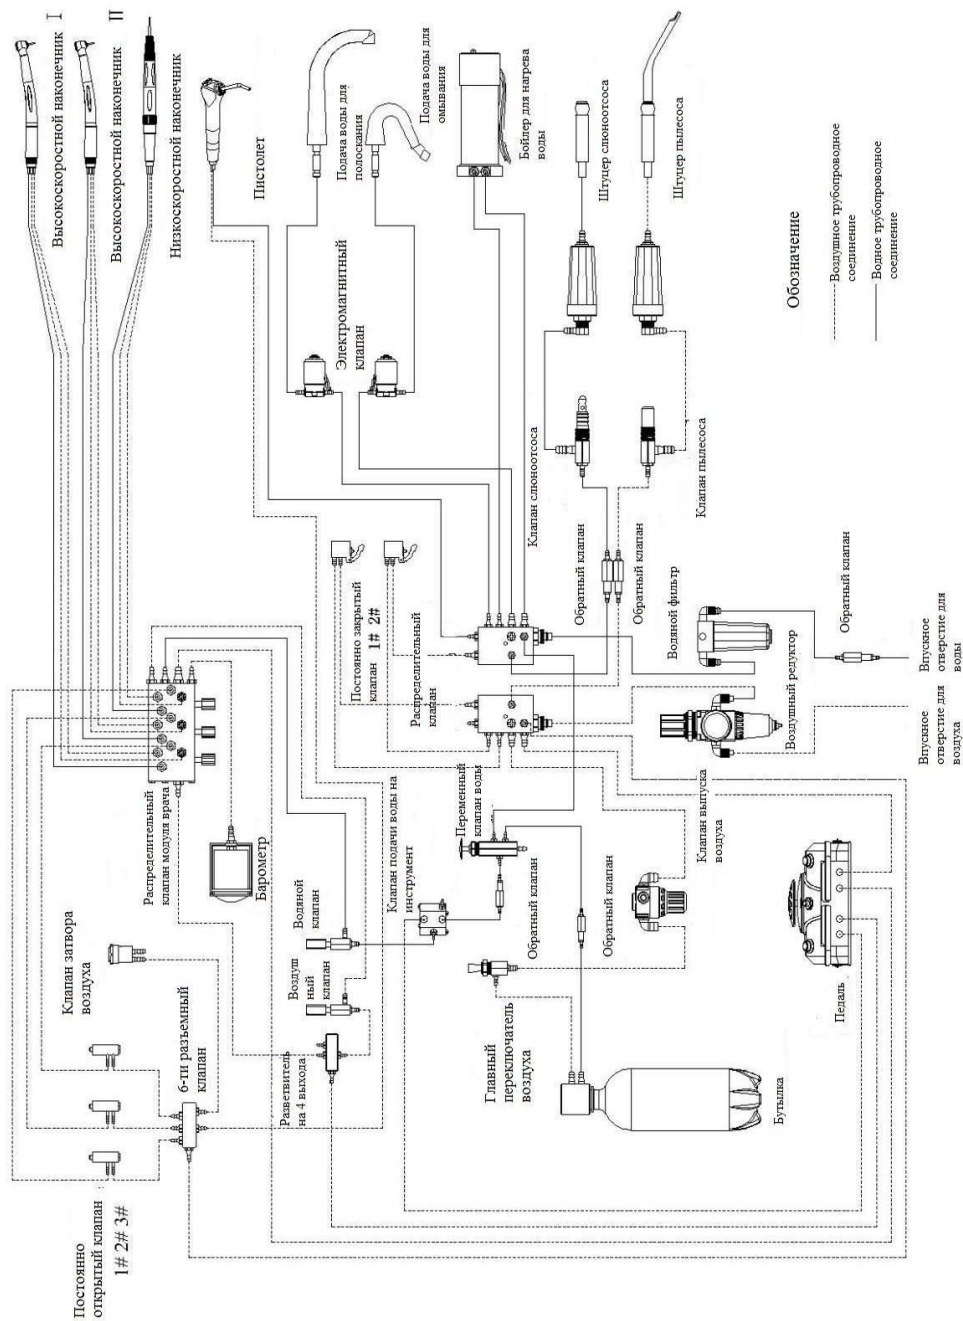 Высокоскоростной наконечник I
Высокоскоростной наконечник II
Низкоскоростной наконечник
Пистолет
Подача воды для
полоскания
Подача воды для
омывания
Бойлер для нагрева
воды
Штуцер слюноотсоса
Штуцер пылесоса
Обозначение
Воздушное трубопроводное
соединение
Водное трубопроводное
соединение
Электромагнитный
клапан
Клапан слюноотсоса
Клапан пылесоса
Обратный клапан
Обратный клапан
Постоянно закрытый
клапан 1# 2#
Распределительный
клапан
Водяной фильтр
Воздушный редуктор
Обратный клапан
Впускное
отверстие для
воды
Впускное
отверстие для
воздуха
Распределительный
клапан модуля врача
Барометр
Клапан подачи воды на
инструмент
Переменный
клапан воды
Клапан выпуска
воздуха
Обратный клапан
Обратный клапан
Водяной
клапан
Воздуш
ный
клапан
Клапан затвора
воздуха
6-ти разъемный
клапан
Разветвитель
на 4 выхода
Главный
переключатель
воздуха
Бутылка
Педаль
Постоянно
открытый клапан
1# 2# 3#